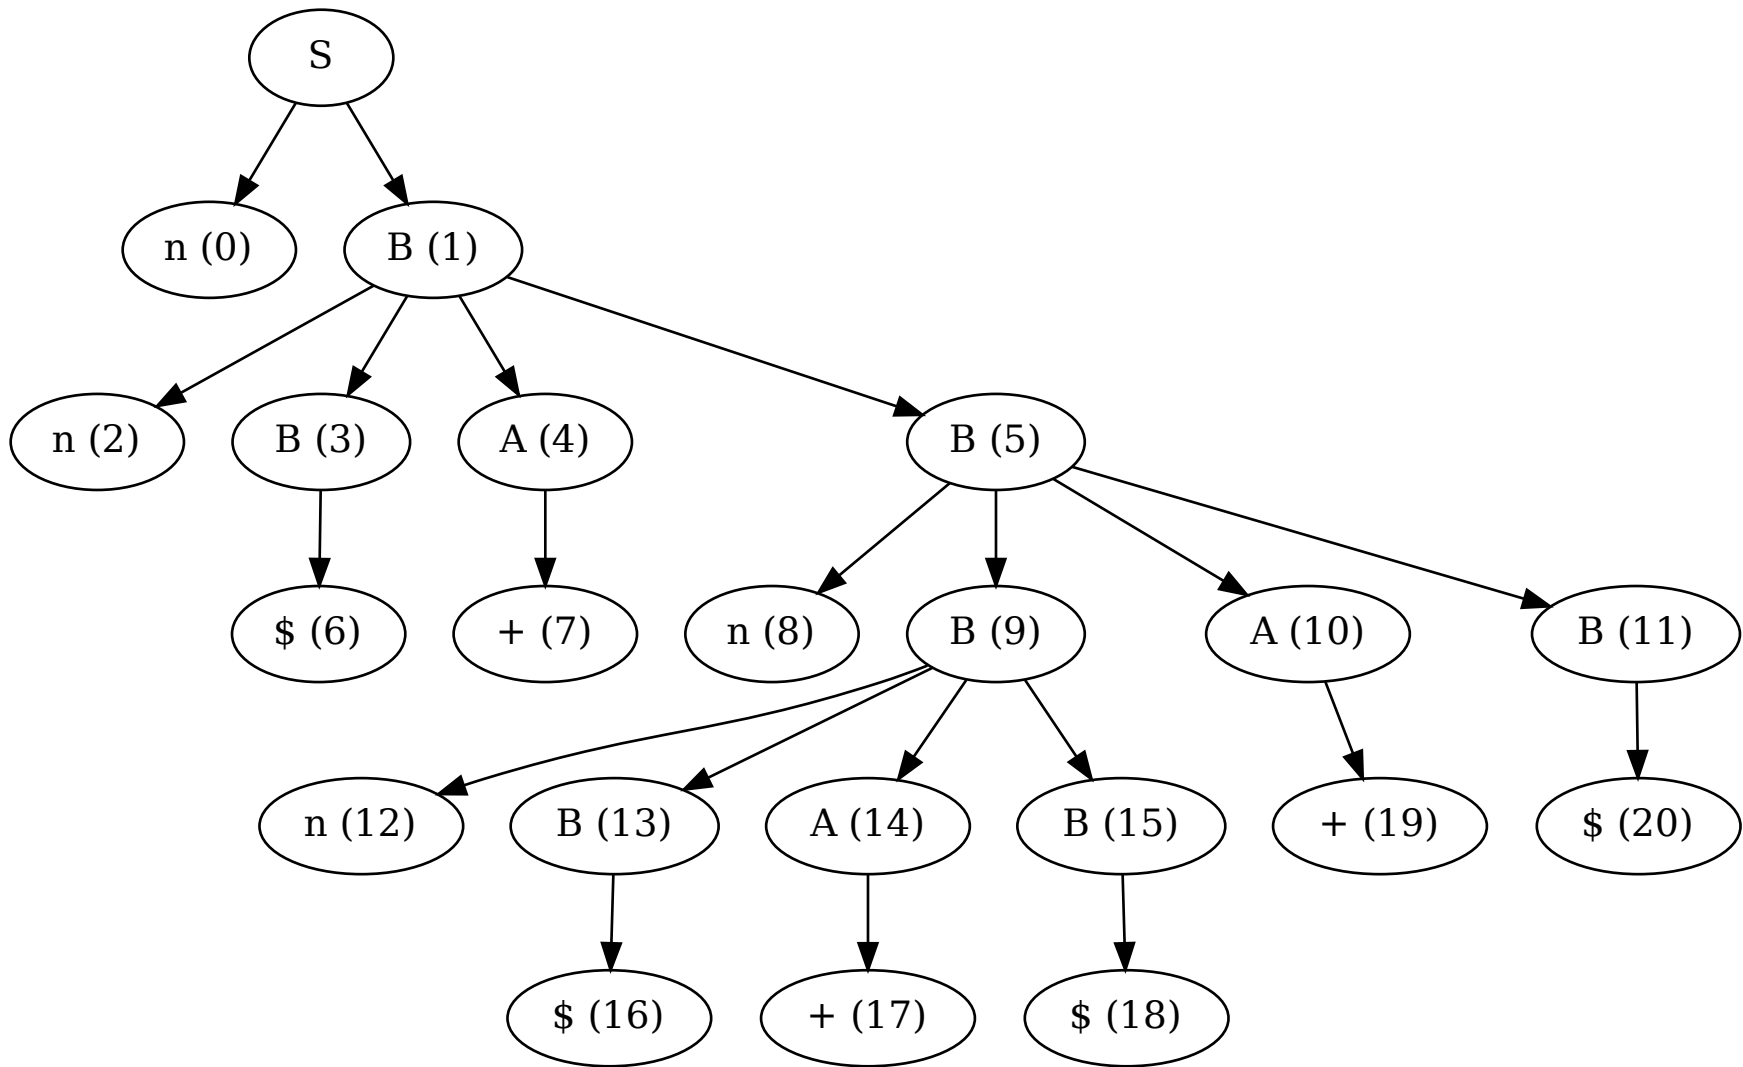 S
n (0)
B (1)
n (2)
B (3)
A (4)
B (5)
$ (6)
+ (7)
n (8)
B (9)
A (10)
B (11)
n (12)
B (13)
A (14)
B (15)
+ (19)
$ (20)
$ (16)
+ (17)
$ (18)